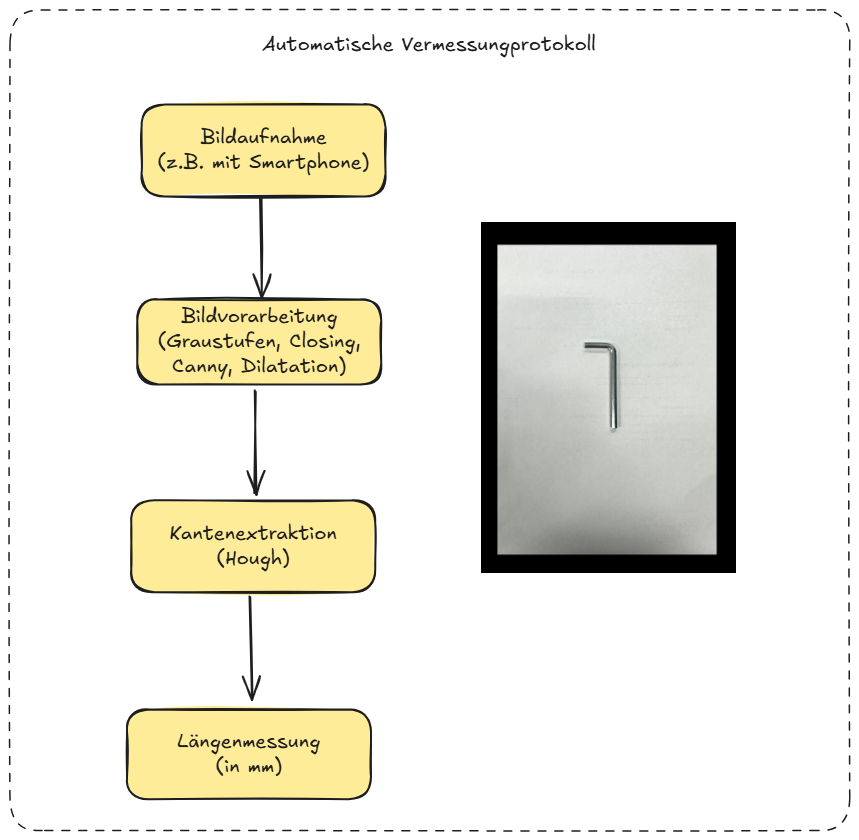 Automatische Vermessungprotokoll
Bildaufnahme
(z.B. mit Smartphone)
Bildvorarbeitung
(Graustufen, Closing,
Canny, Dilatation)
Kantenextraktion
(Hough)
Längenmessung
(in mm)